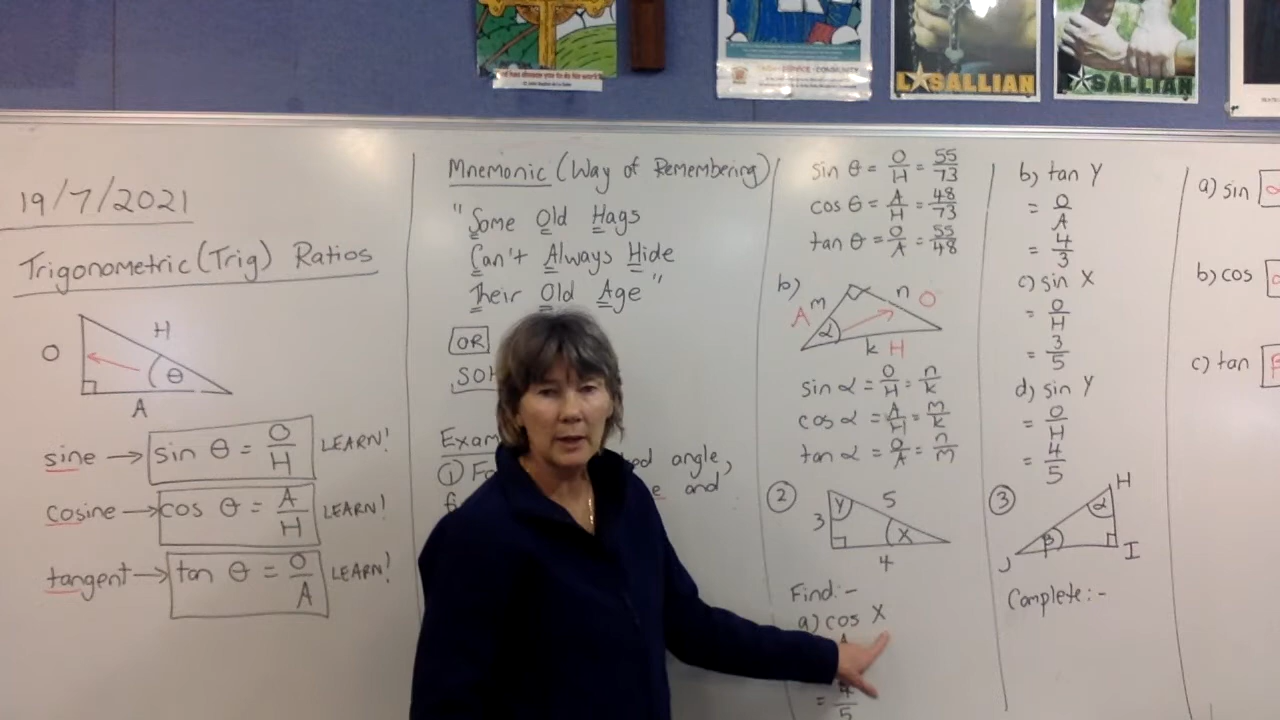 LASALLIAN
LASALLIAN
19/7/2021
Trigonometric (Trig) Ratios
H
O
θ
A
sine → sin θ = O/H LEARN!
cosine → cos θ = A/H LEARN!
tangent → tan θ = O/A LEARN!
Mnemonic (Way of Remembering)
"Some Old Hags
Can't Always Hide
Their Old Age"
OR
SOH
Exam
① Fo angle,
and
sin θ = O/H = 55/73
cos θ = A/H = 48/73
tan θ = O/A = 55/48
b)
m
n
O
A
α
k
H
sin α = O/H = n/k
cos α = A/H = m/k
tan α = O/A = n/m
②
Y
5
3
X
4
Find:-
a) cos X
= 4/5
b) tan Y
= O/A
= 4/3
c) sin X
= O/H
= 3/5
d) sin Y
= O/H
= 4/5
③
H
α
β
J
I
Complete:-
a) sin
b) cos
c) tan